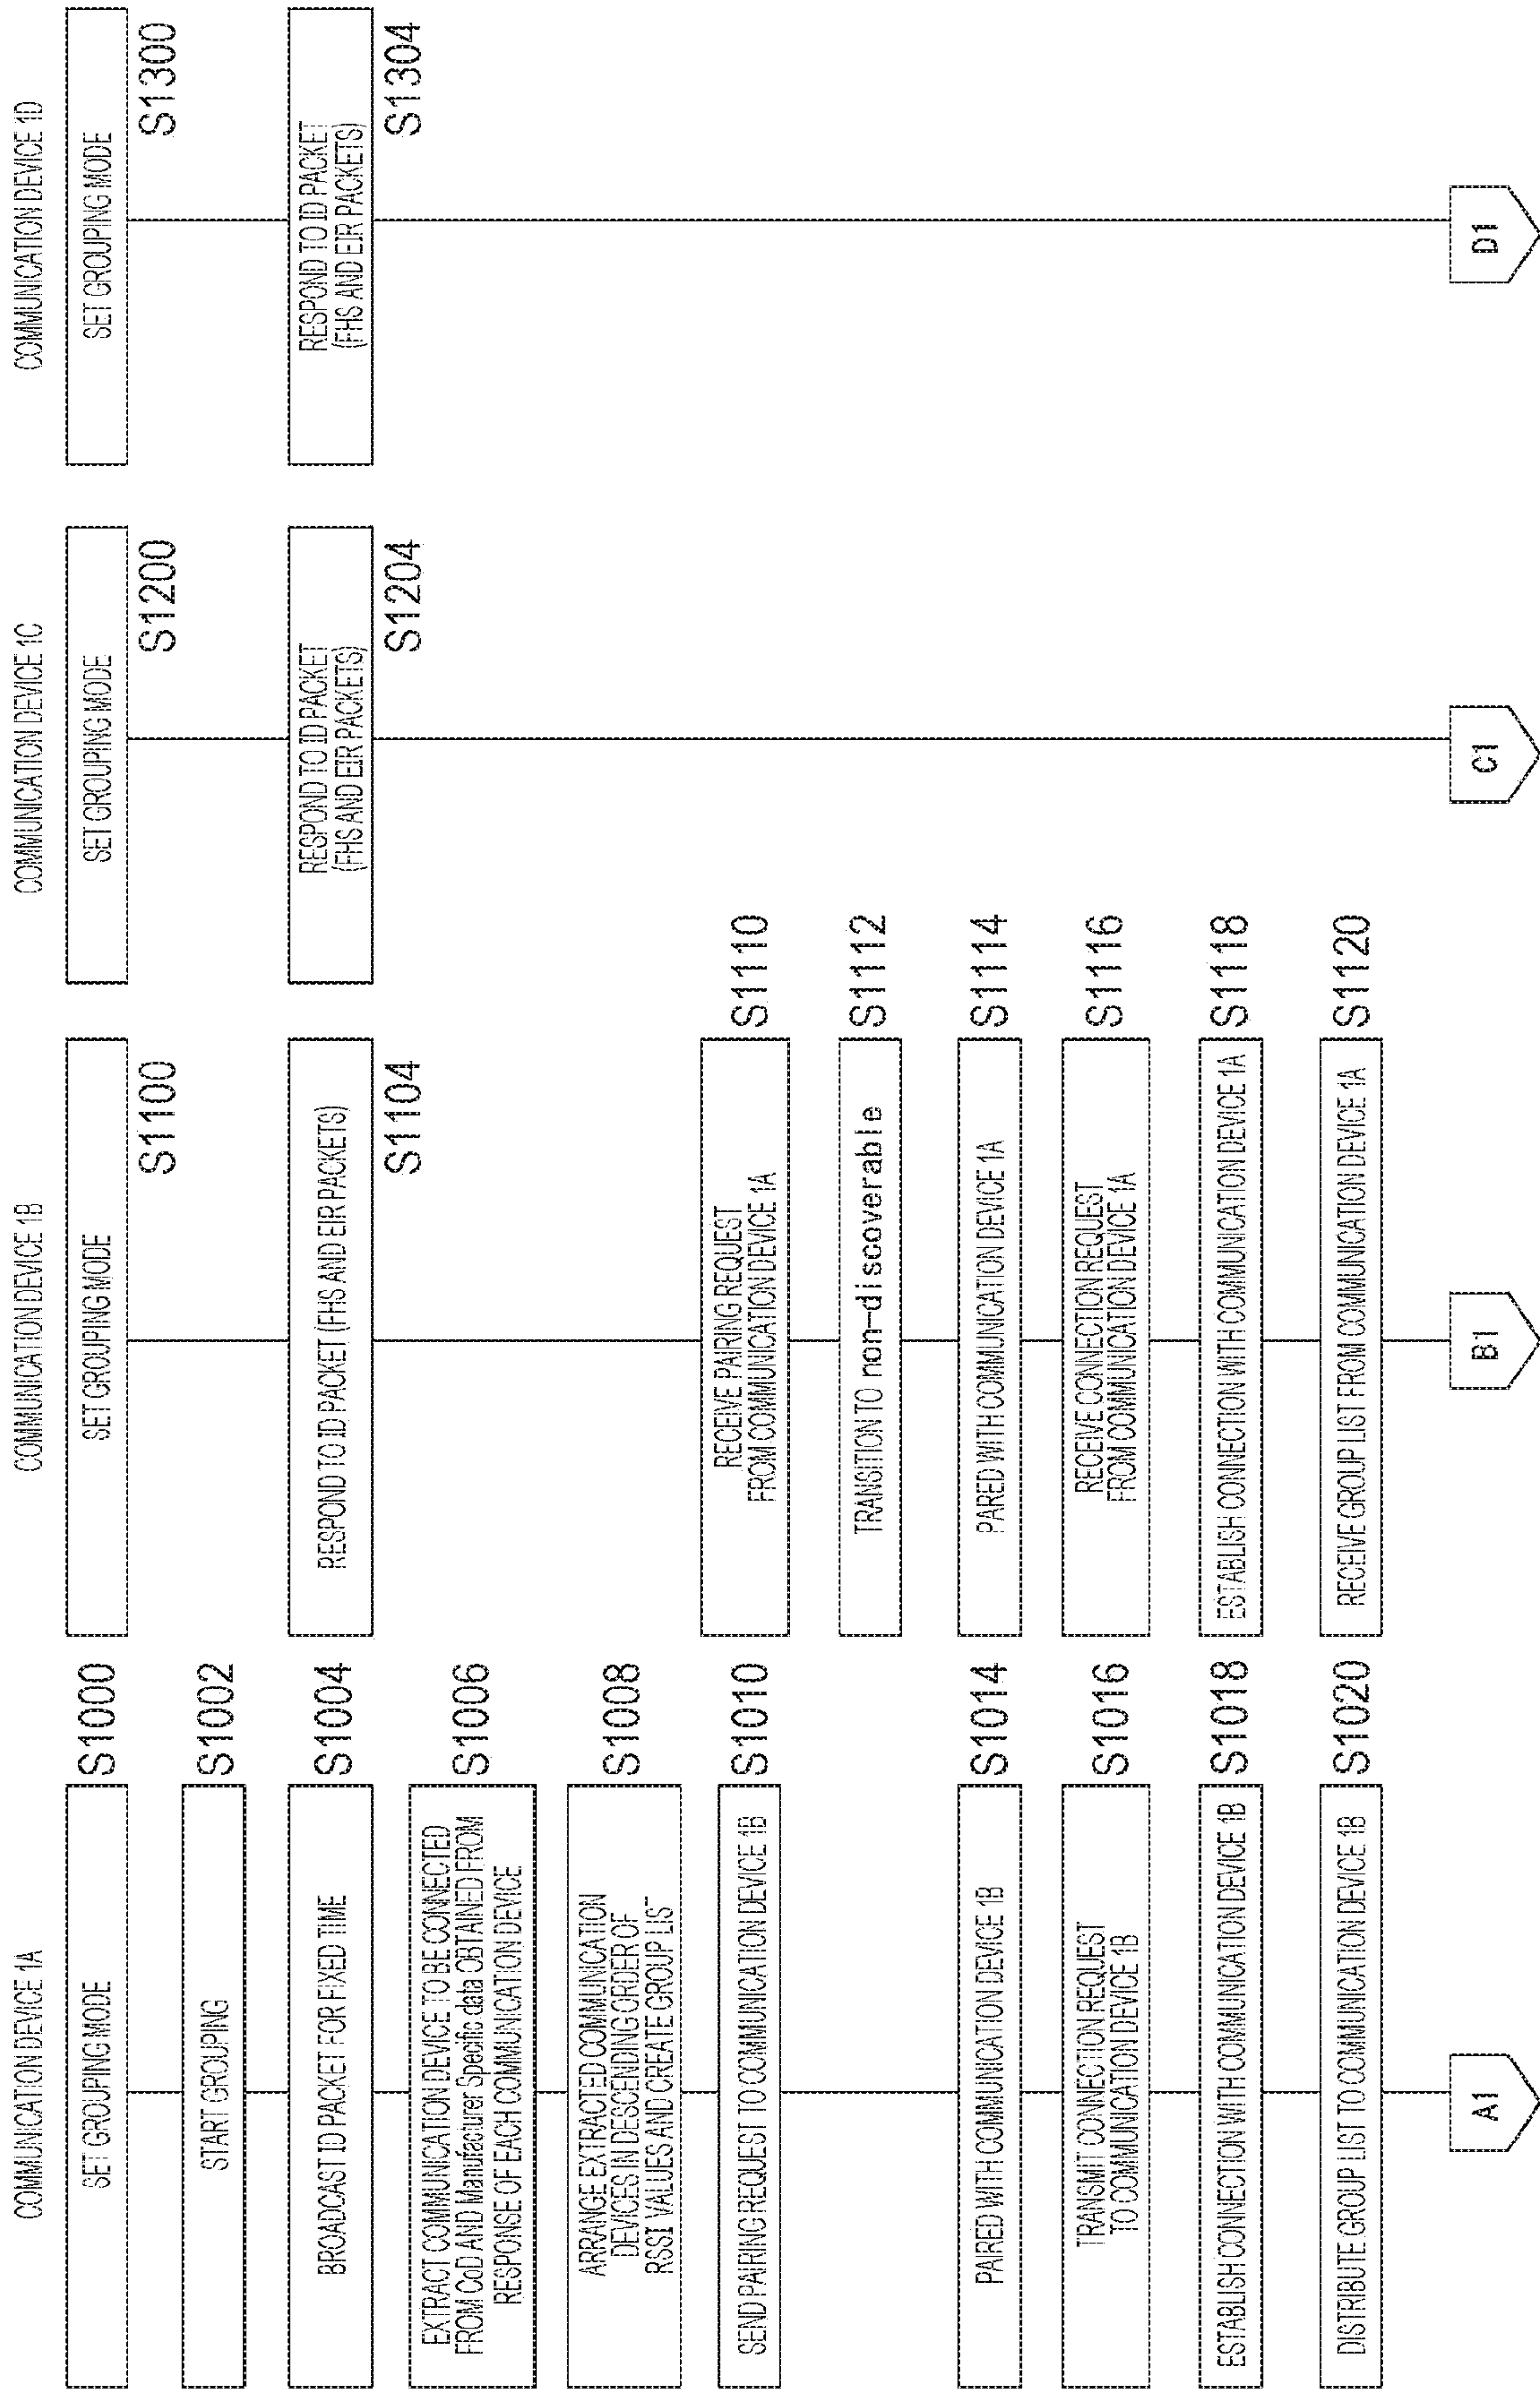 COMMUNICATION DEVICE 1A
SET GROUPING MODE
S1000
START GROUPING
S1002
BROADCAST ID PACKET FOR FIXED TIME
S1004
EXTRACT COMMUNICATION DEVICE TO BE CONNECTED
FROM CoD AND Manufacturer Specific data OBTAINED FROM
RESPONSE OF EACH COMMUNICATION DEVICE
S1006
ARRANGE EXTRACTED COMMUNICATION
DEVICES IN DESCENDING ORDER OF
RSSI VALUES AND CREATE GROUP LIST
S1008
SEND PAIRING REQUEST TO COMMUNICATION DEVICE 1B
S1010
PAIRED WITH COMMUNICATION DEVICE 1B
S1014
TRANSMIT CONNECTION REQUEST
TO COMMUNICATION DEVICE 1B
S1016
ESTABLISH CONNECTION WITH COMMUNICATION DEVICE 1B
S1018
DISTRIBUTE GROUP LIST TO COMMUNICATION DEVICE 1B
S1020
A1
COMMUNICATION DEVICE 1B
SET GROUPING MODE
S1100
RESPOND TO ID PACKET (FHS AND EIR PACKETS)
S1104
RECEIVE PAIRING REQUEST
FROM COMMUNICATION DEVICE 1A
S1110
TRANSITION TO non-discoverable
S1112
PARED WITH COMMUNICATION DEVICE 1A
S1114
RECEIVE CONNECTION REQUEST
FROM COMMUNICATION DEVICE 1A
S1116
ESTABLISH CONNECTION WITH COMMUNICATION DEVICE 1A
S1118
RECEIVE GROUP LIST FROM COMMUNICATION DEVICE 1A
S1120
B1
COMMUNICATION DEVICE 1C
SET GROUPING MODE
S1200
RESPOND TO ID PACKET
(FHS AND EIR PACKETS)
S1204
C1
COMMUNICATION DEVICE 1D
SET GROUPING MODE
S1300
RESPOND TO ID PACKET
(FHS AND EIR PACKETS)
S1304
D1